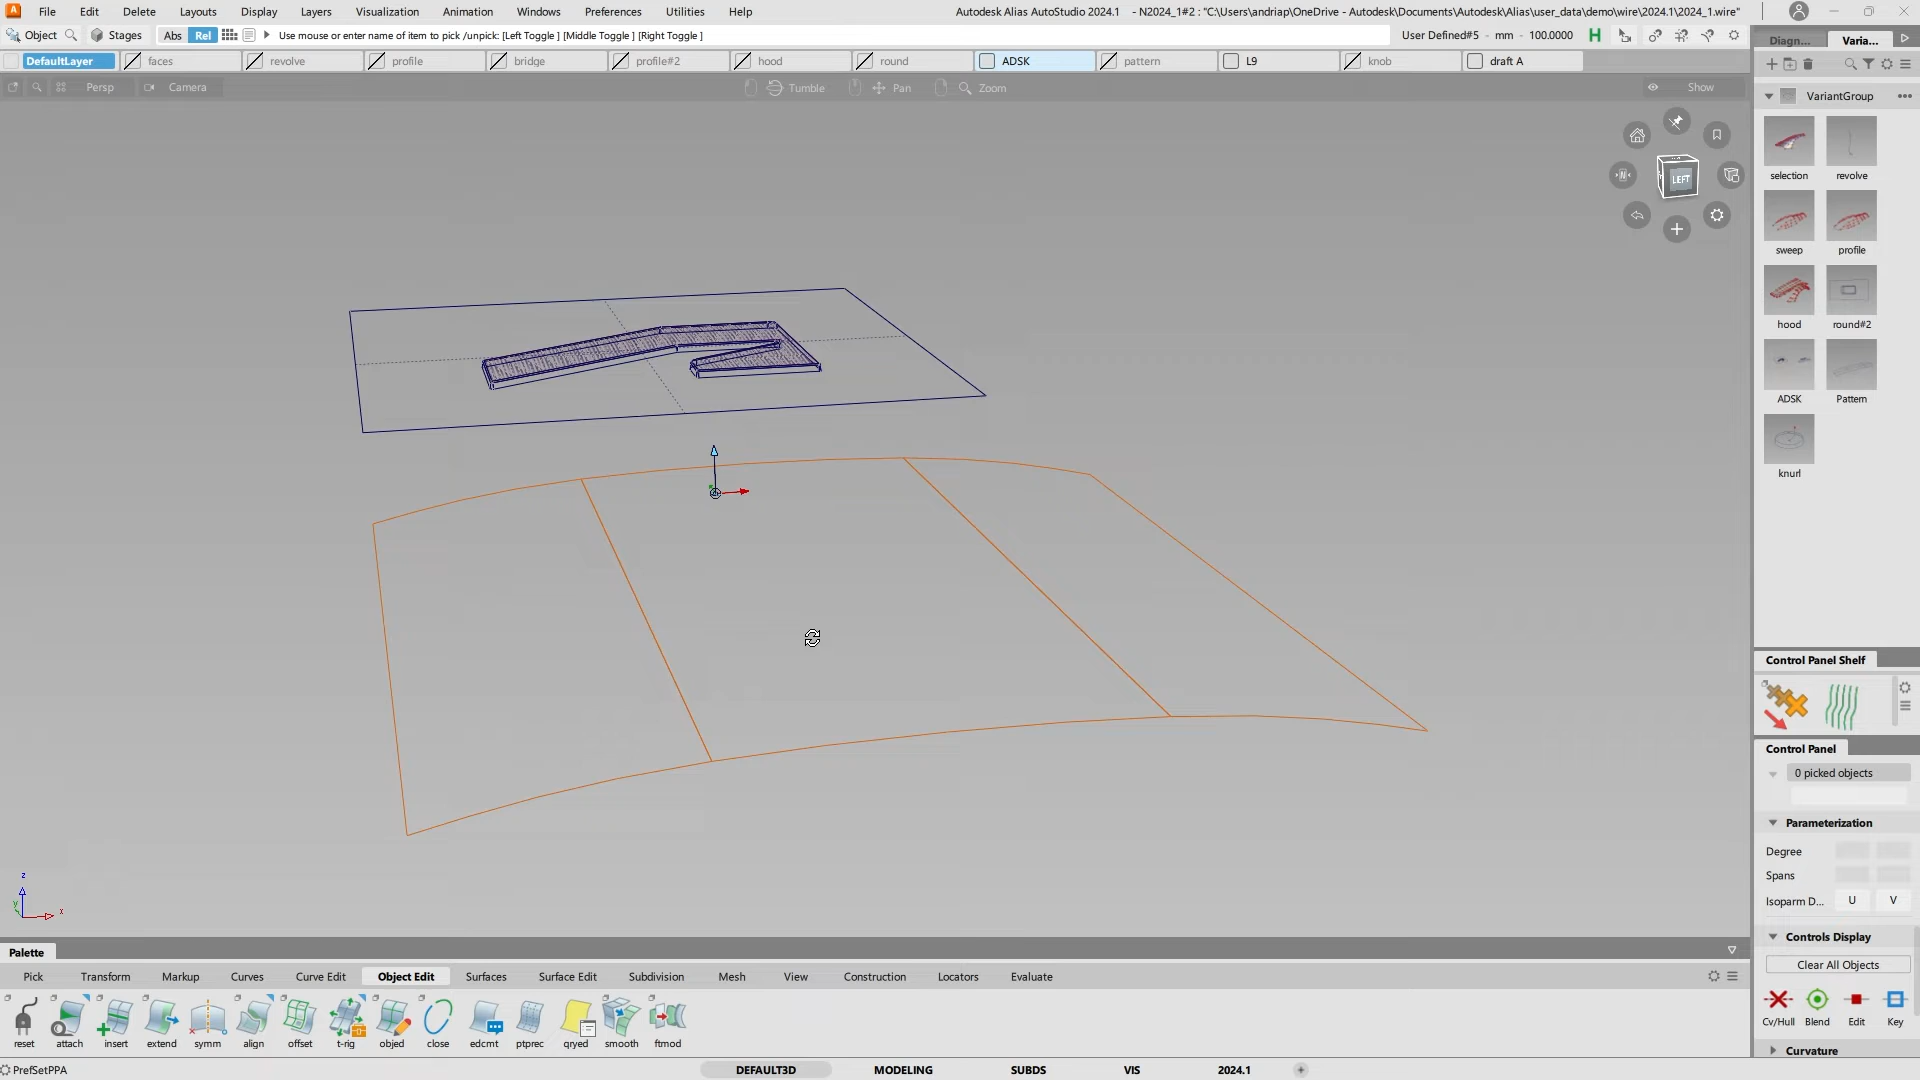 File Edit Delete Layouts Display Layers Visualization Animation Windows Preferences Utilities Help Autodesk Alias AutoStudio 2024.1 - N2024_1#2 : "C:\Users\andriap\OneDrive - Autodesk\Documents\Autodesk\Alias\user_data\demo\wire\2024.1\2024_1.wire"
Object Stages Abs Rel Use mouse or enter name of item to pick /unpick: [Left Toggle ] [Middle Toggle ] [Right Toggle ] User Defined#5 - mm - 100.0000 H
Diagn... Varia...
DefaultLayer faces revolve profile bridge profile#2 hood round ADSK pattern L9 knob draft A
Persp Camera Tumble Pan Zoom Show
VariantGroup
LEFT
selection revolve
sweep profile
hood round#2
ADSK Pattern
knurl
Control Panel Shelf
Control Panel
0 picked objects
Parameterization
Degree
Spans
Isoparm D... U V
Controls Display
Clear All Objects
Cv/Hull Blend Edit Key
Curvature
z
y
x
Palette
Pick Transform Markup Curves Curve Edit Object Edit Surfaces Surface Edit Subdivision Mesh View Construction Locators Evaluate
reset attach insert extend symm align offset t-rig objed close edcmt ptprec qryed smooth ftmod
PrefSetPPA DEFAULT3D MODELING SUBDS VIS 2024.1